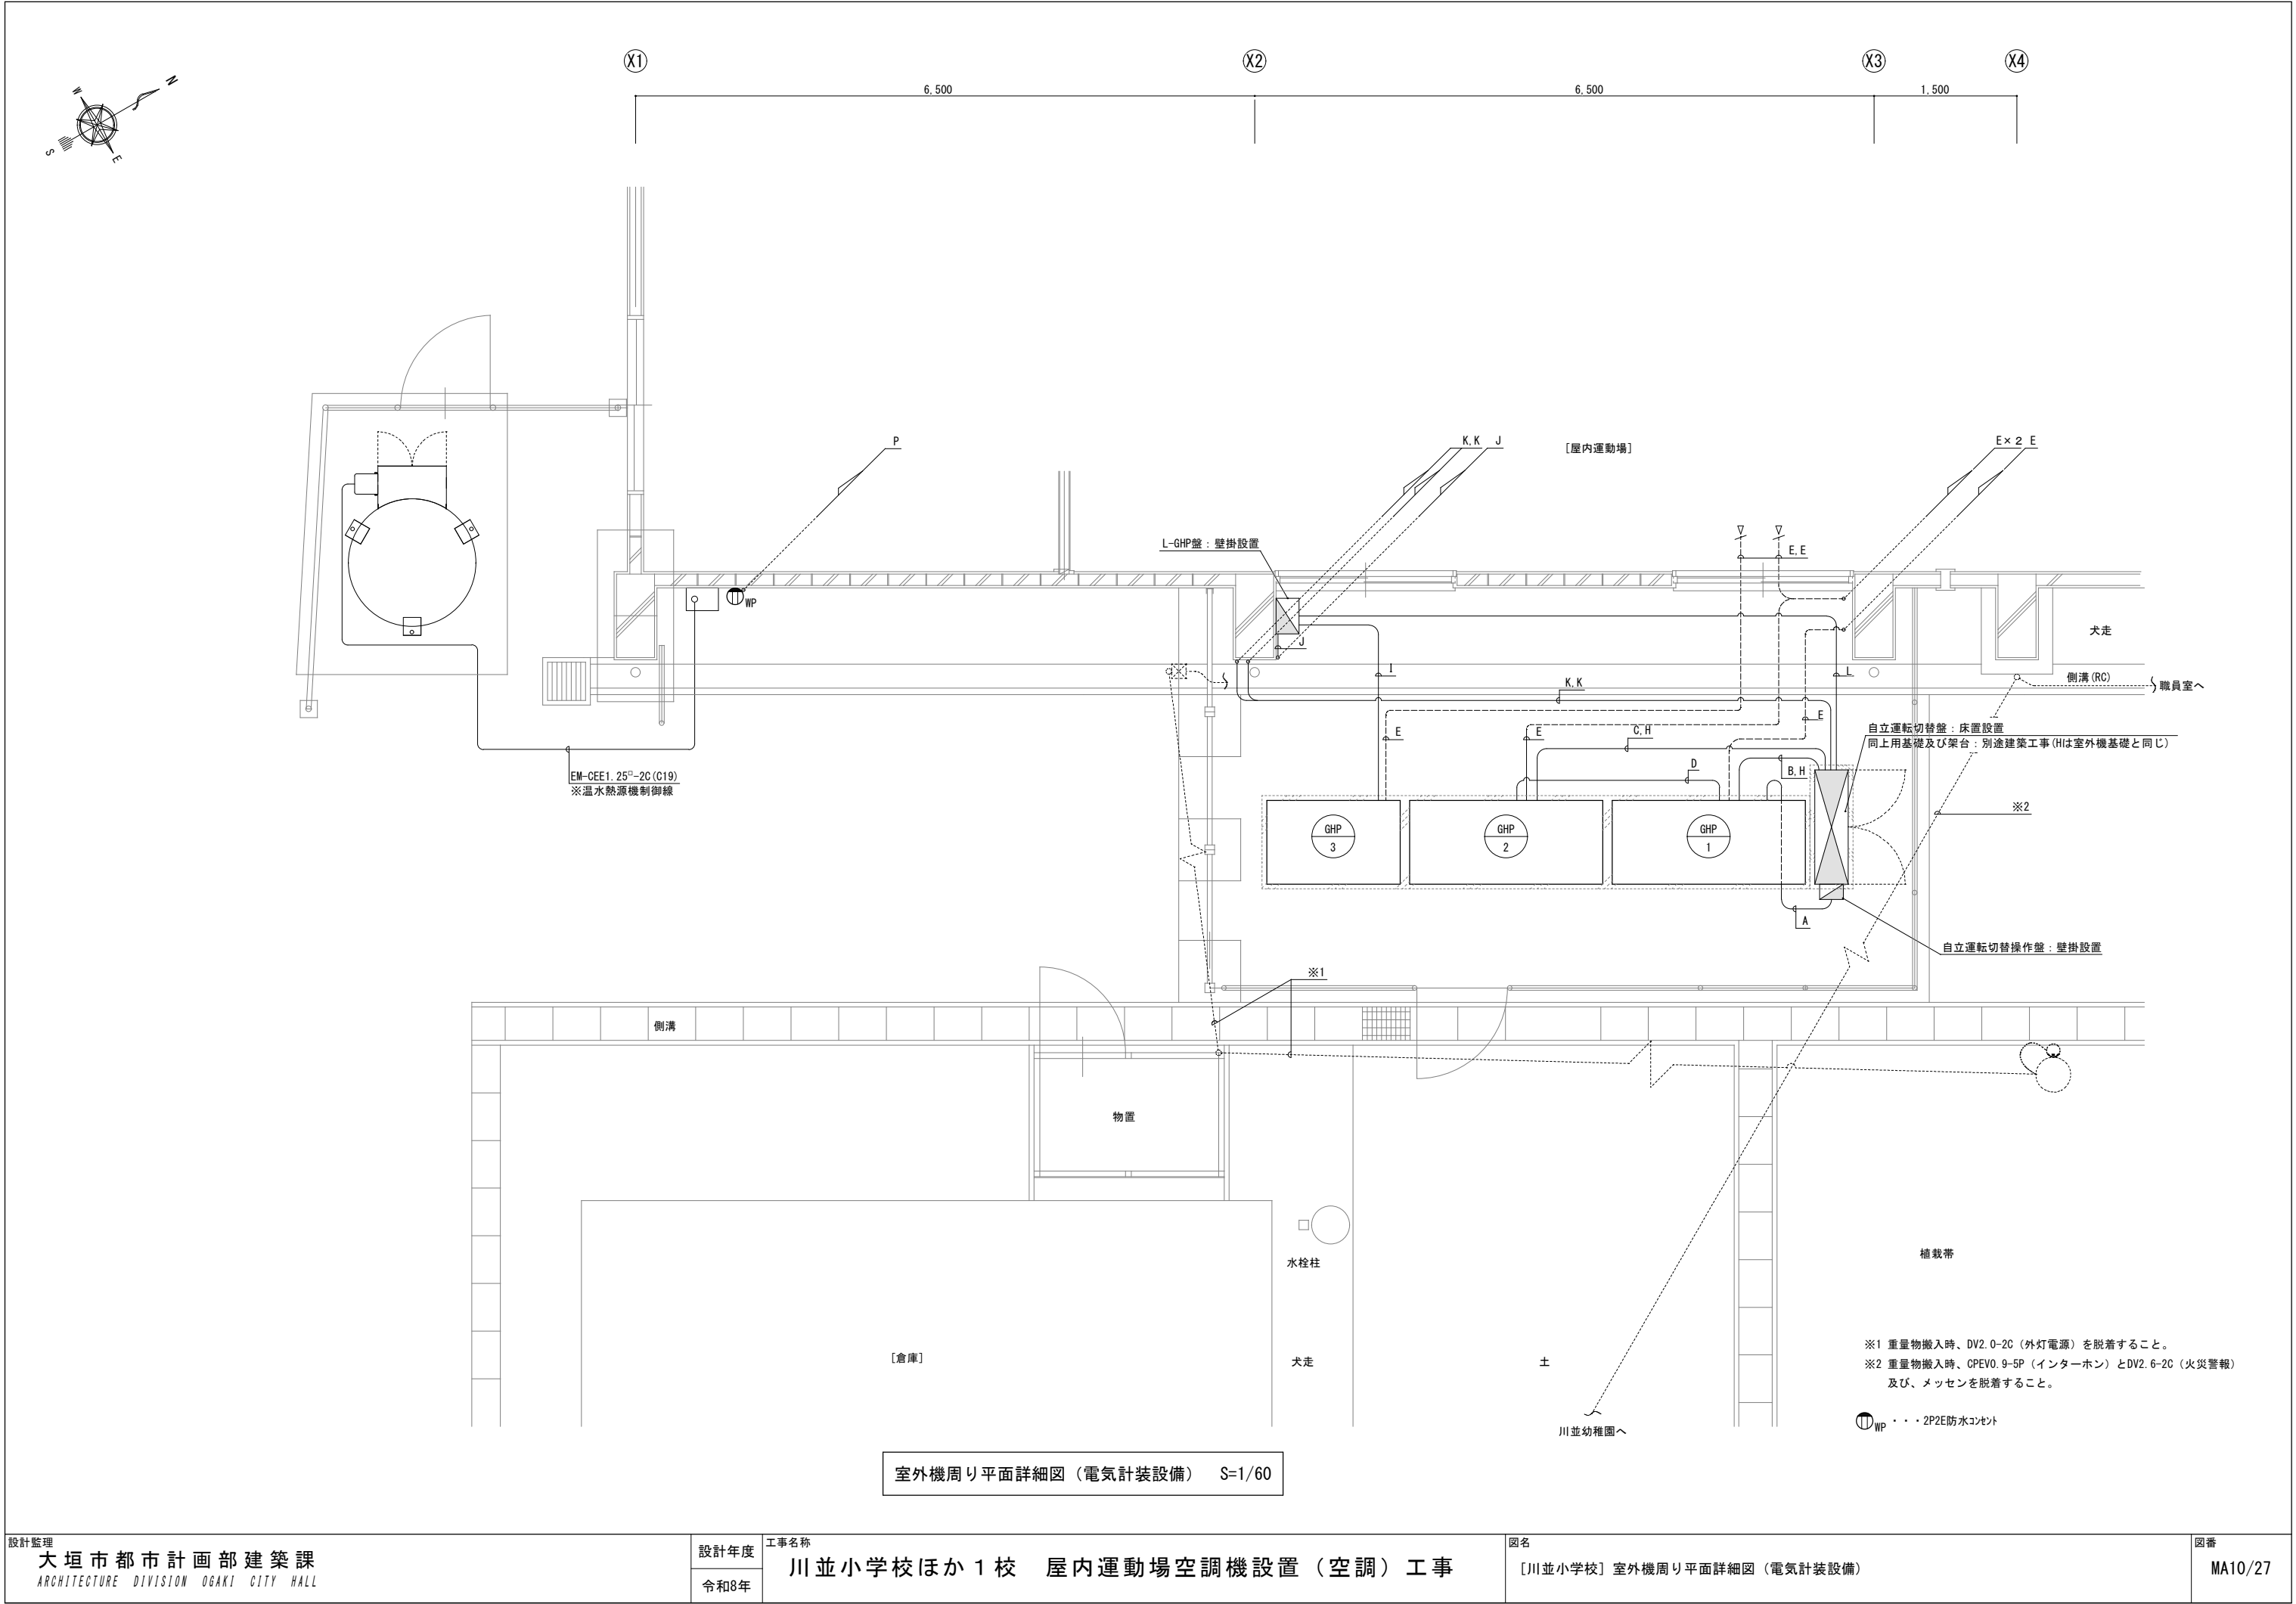 X1
X2
X3
X4
6,500
6,500
1,500
N
W
S
E
P
K,K
J
[屋内運動場]
E×2
E
L-GHP盤：壁掛設置
E,E
WP
J
I
L
犬走
側溝(RC)
職員室へ
K,K
E
E
E
C,H
自立運転切替盤：床置設置
同上用基礎及び架台：別途建築工事(Hは室外機基礎と同じ)
D
B,H
EM-CEE1.25□-2C(C19)
※温水熱源機制御線
※2
GHP
3
GHP
2
GHP
1
A
自立運転切替操作盤：壁掛設置
※1
側溝
物置
水栓柱
植栽帯
[倉庫]
犬走
土
※1 重量物搬入時、DV2.0-2C（外灯電源）を脱着すること。
※2 重量物搬入時、CPEV0.9-5P（インターホン）とDV2.6-2C（火災警報）
及び、メッセンを脱着すること。
WP ・・・2P2E防水ｺﾝｾﾝﾄ
川並幼稚園へ
室外機周り平面詳細図（電気計装設備） S=1/60
設計監理
大垣市都市計画部建築課
ARCHITECTURE DIVISION OGAKI CITY HALL
設計年度
令和8年
工事名称
川並小学校ほか１校 屋内運動場空調機設置（空調）工事
図名
[川並小学校] 室外機周り平面詳細図（電気計装設備）
図番
MA10/27